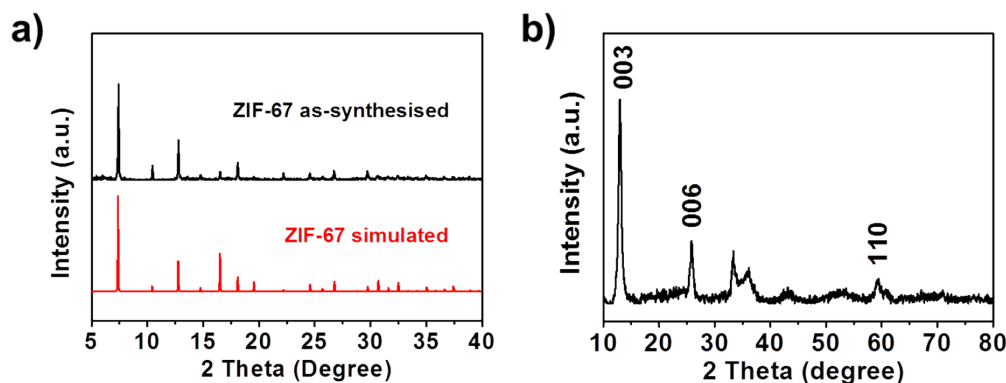 a)
Intensity (a.u.)
ZIF-67 as-synthesised
ZIF-67 simulated
5 10 15 20 25 30 35 40
2 Theta (Degree)
b)
Intensity (a.u.)
003
006
110
10 20 30 40 50 60 70 80
2 Theta (degree)